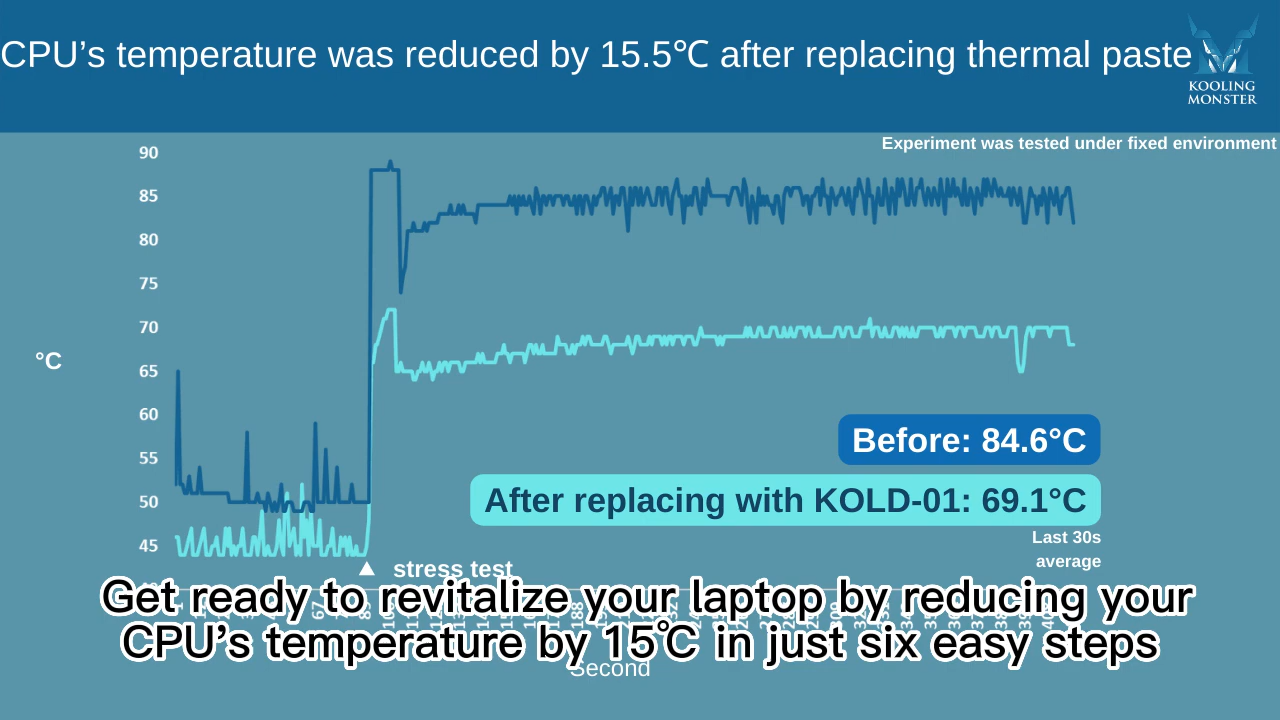 CPU’s temperature was reduced by 15.5℃ after replacing thermal paste
KOOLING
MONSTER
Experiment was tested under fixed environment
90
85
80
75
70
65
60
55
50
45
°C
Before: 84.6°C
After replacing with KOLD-01: 69.1°C
Last 30s
average
stress test
Get ready to revitalize your laptop by reducing your
CPU’s temperature by 15℃ in just six easy steps
Second